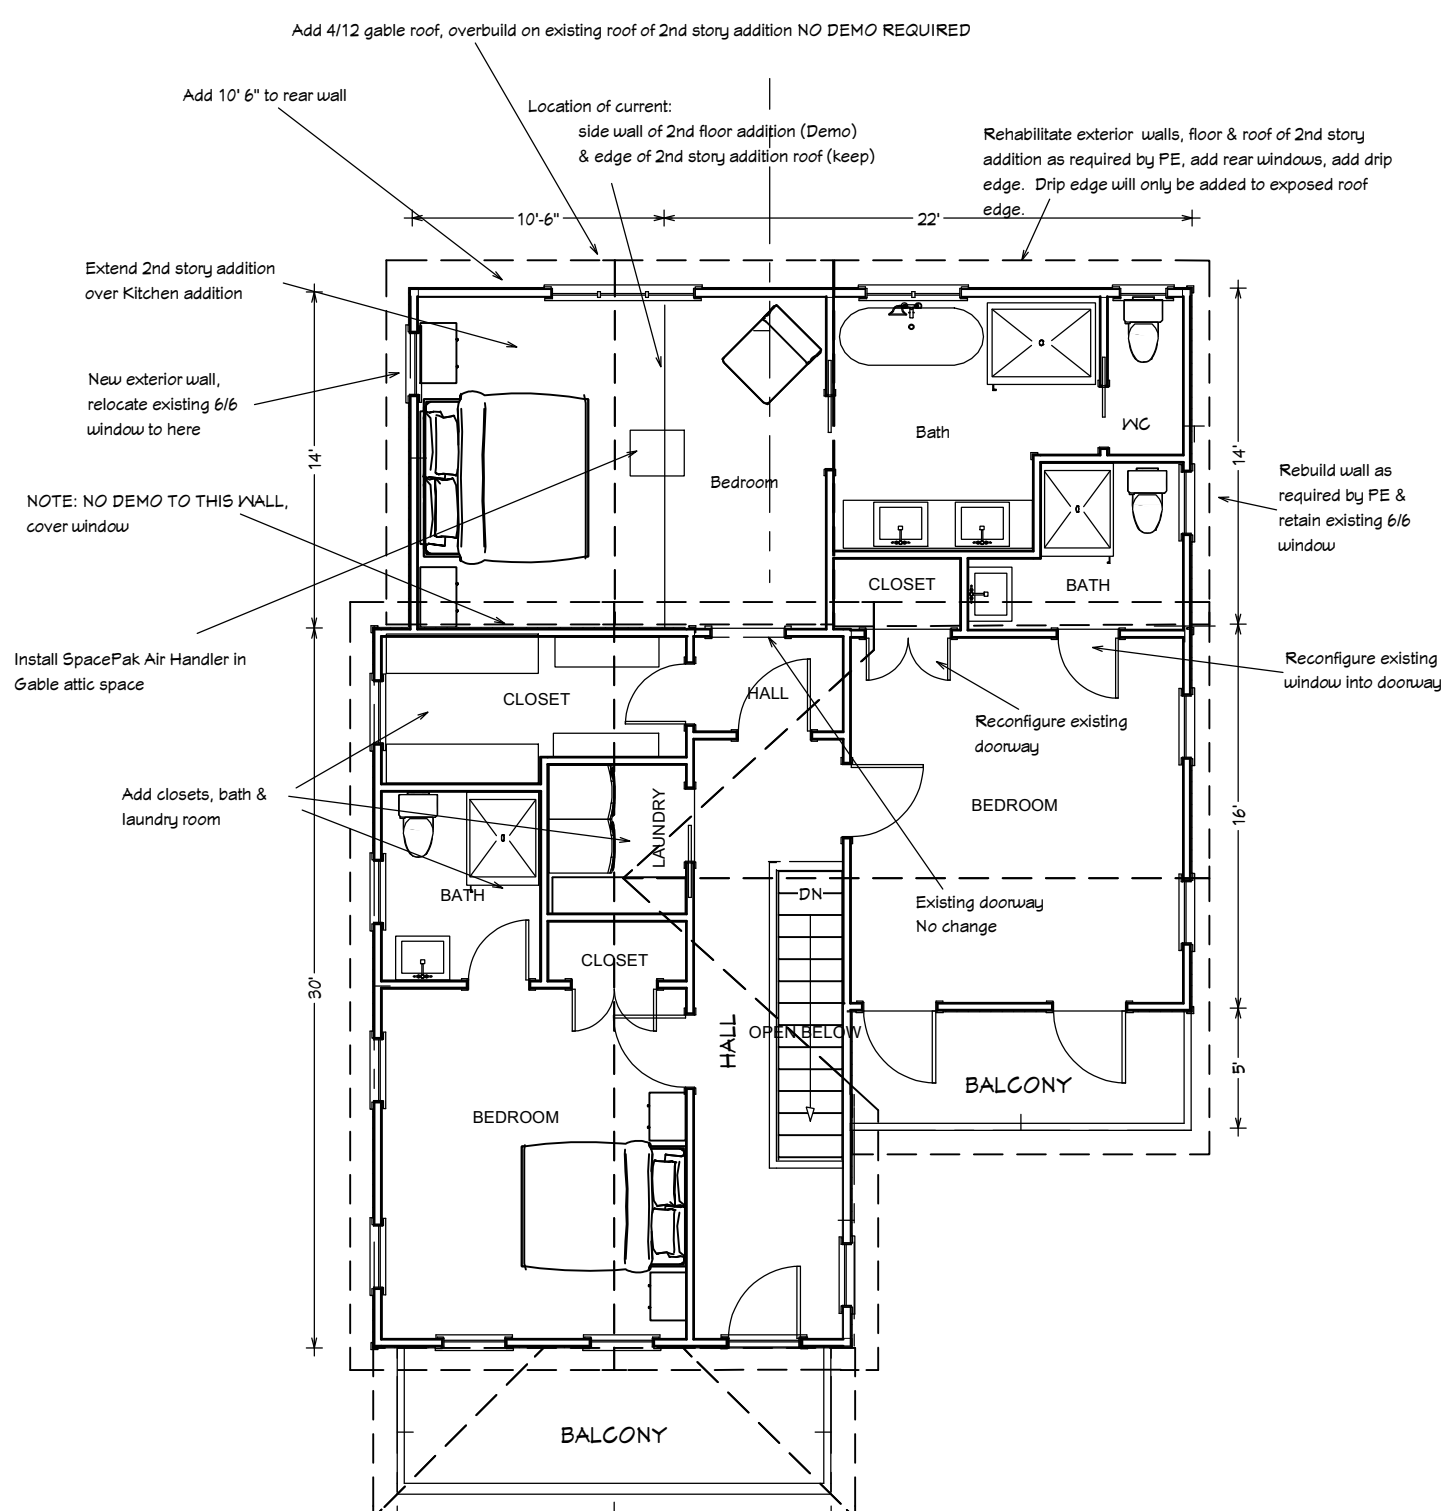 Add 4/12 gable roof, overbuild on existing roof of 2nd story addition NO DEMO REQUIRED
Add 10' 6" to rear wall
Location of current:
side wall of 2nd floor addition (Demo)
& edge of 2nd story addition roof (keep)
Rehabilitate exterior walls, floor & roof of 2nd story
addition as required by PE, add rear windows, add drip
edge. Drip edge will only be added to exposed roof
edge.
10'-6"
22'
Extend 2nd story addition
over Kitchen addition
New exterior wall,
relocate existing 6/6
window to here
14'
Bath
WC
14'
Bedroom
NOTE: NO DEMO TO THIS WALL,
cover window
Rebuild wall as
required by PE &
retain existing 6/6
window
CLOSET
BATH
Install SpacePak Air Handler in
Gable attic space
Reconfigure existing
window into doorway
CLOSET
HALL
Reconfigure existing
doorway
Add closets, bath &
laundry room
LAUNDRY
BEDROOM
16'
BATH
DN
Existing doorway
No change
CLOSET
30'
HALL
OPEN BELOW
5'
BALCONY
BEDROOM
BALCONY